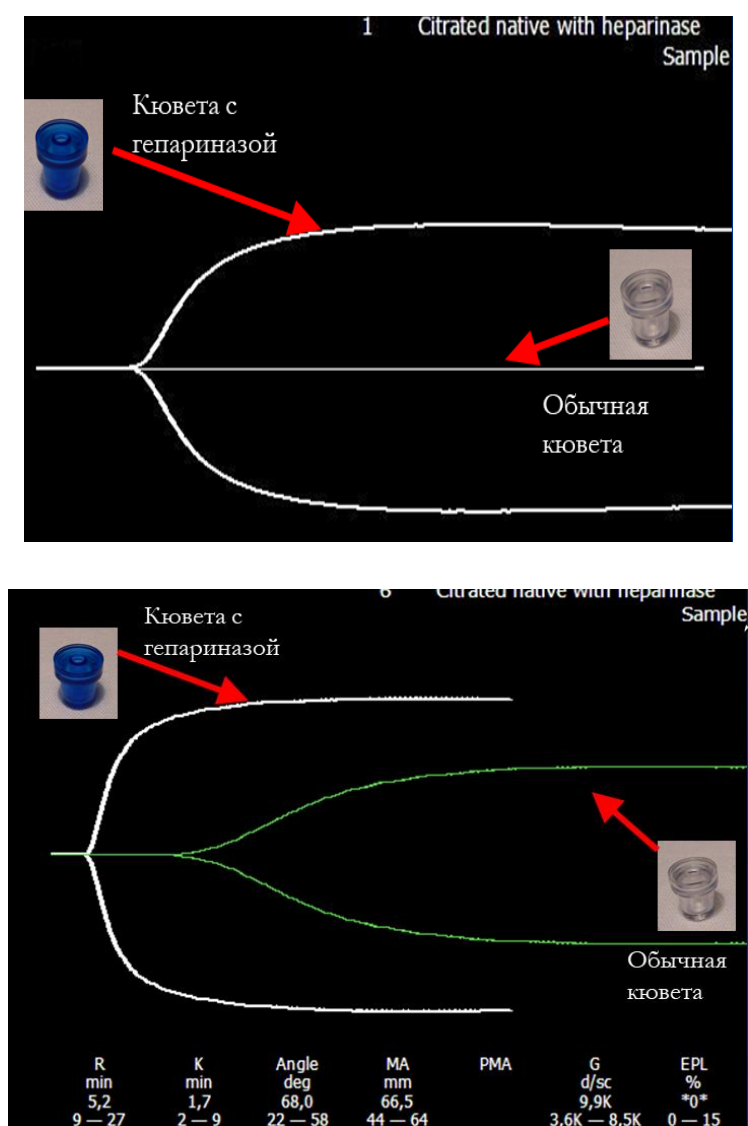 1 Citrated native with heparinase
Sample
Кювета с
гепариназой
Обычная
кювета
6 Citrated native with heparinase
Sample
Кювета с
гепариназой
Обычная
кювета
R K Angle MA PMA G EPL
min min deg mm d/sc %
5,2 1,7 68,0 66,5 9,9K *0*
9 — 27 2 — 9 22 — 58 44 — 64 3,6K — 8,5K 0 — 15